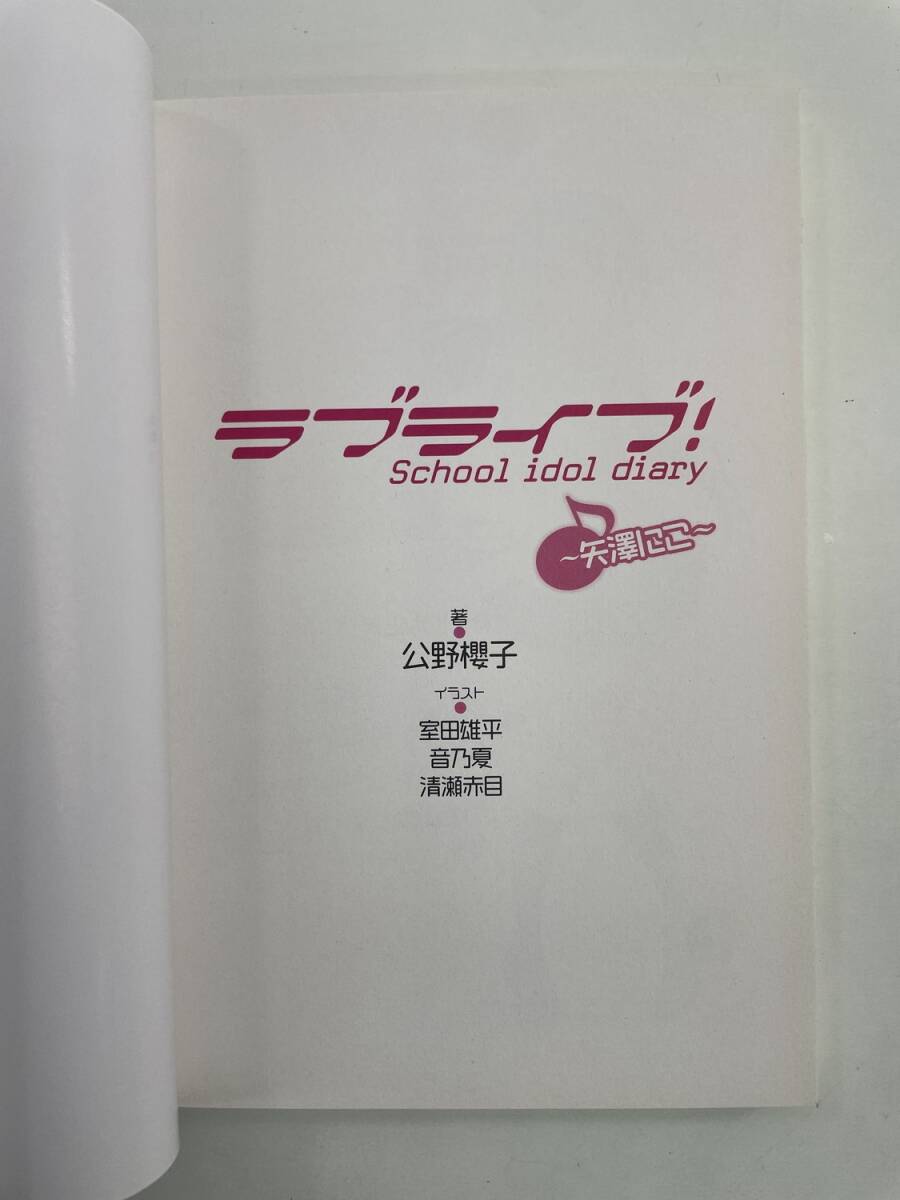 ラブライブ!
School idol diary
~矢澤にこ~
著
公野櫻子
イラスト
室田雄平
音乃夏
清瀬赤目